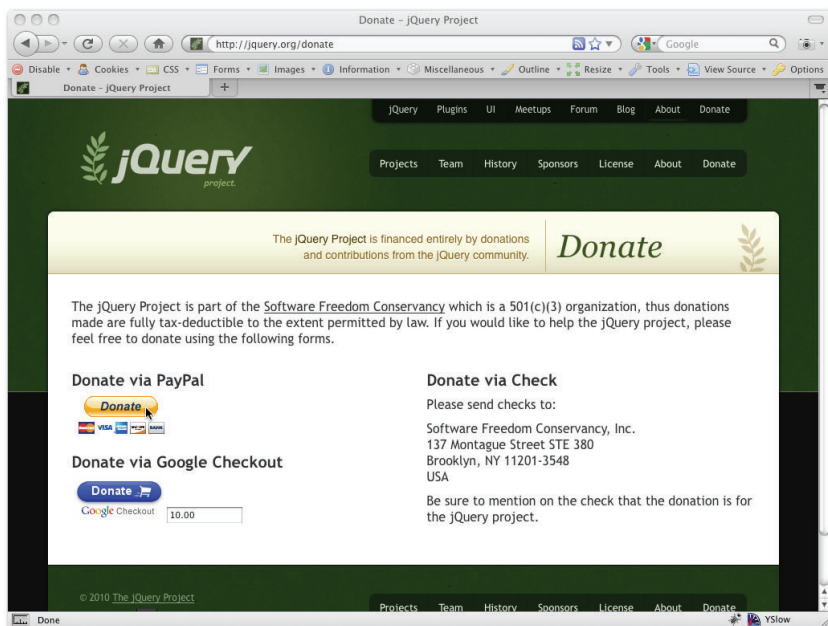 Donate – jQuery Project
http://jquery.org/donate
Google
Disable Cookies CSS Forms Images Information Miscellaneous Outline Resize Tools View Source Options
Donate – jQuery Project
jQuery Plugins UI Meetups Forum Blog About Donate
jQuery
project.
Projects Team History Sponsors License About Donate
The jQuery Project is financed entirely by donations
and contributions from the jQuery community.
Donate
The jQuery Project is part of the Software Freedom Conservancy which is a 501(c)(3) organization, thus donations
made are fully tax-deductible to the extent permitted by law. If you would like to help the jQuery project, please
feel free to donate using the following forms.
Donate via PayPal
Donate
VISA
BANK
Donate via Google Checkout
Donate
Google Checkout 10.00
Donate via Check
Please send checks to:
Software Freedom Conservancy, Inc.
137 Montague Street STE 380
Brooklyn, NY 11201-3548
USA
Be sure to mention on the check that the donation is for
the jQuery project.
© 2010 The jQuery Project
Projects Team History Sponsors License About Donate
Done
YSlow